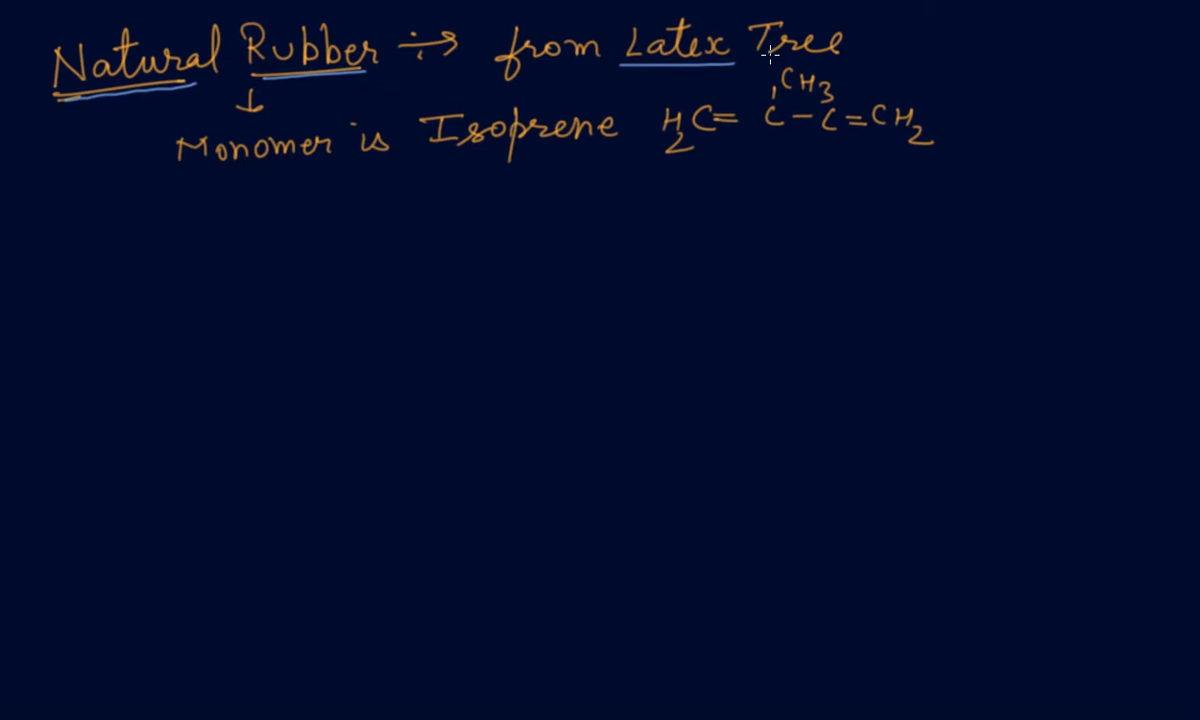 Natural Rubber ∹→ from Latex Tree
↓ CH3
Monomer is Isoprene H2C= C-C=CH2